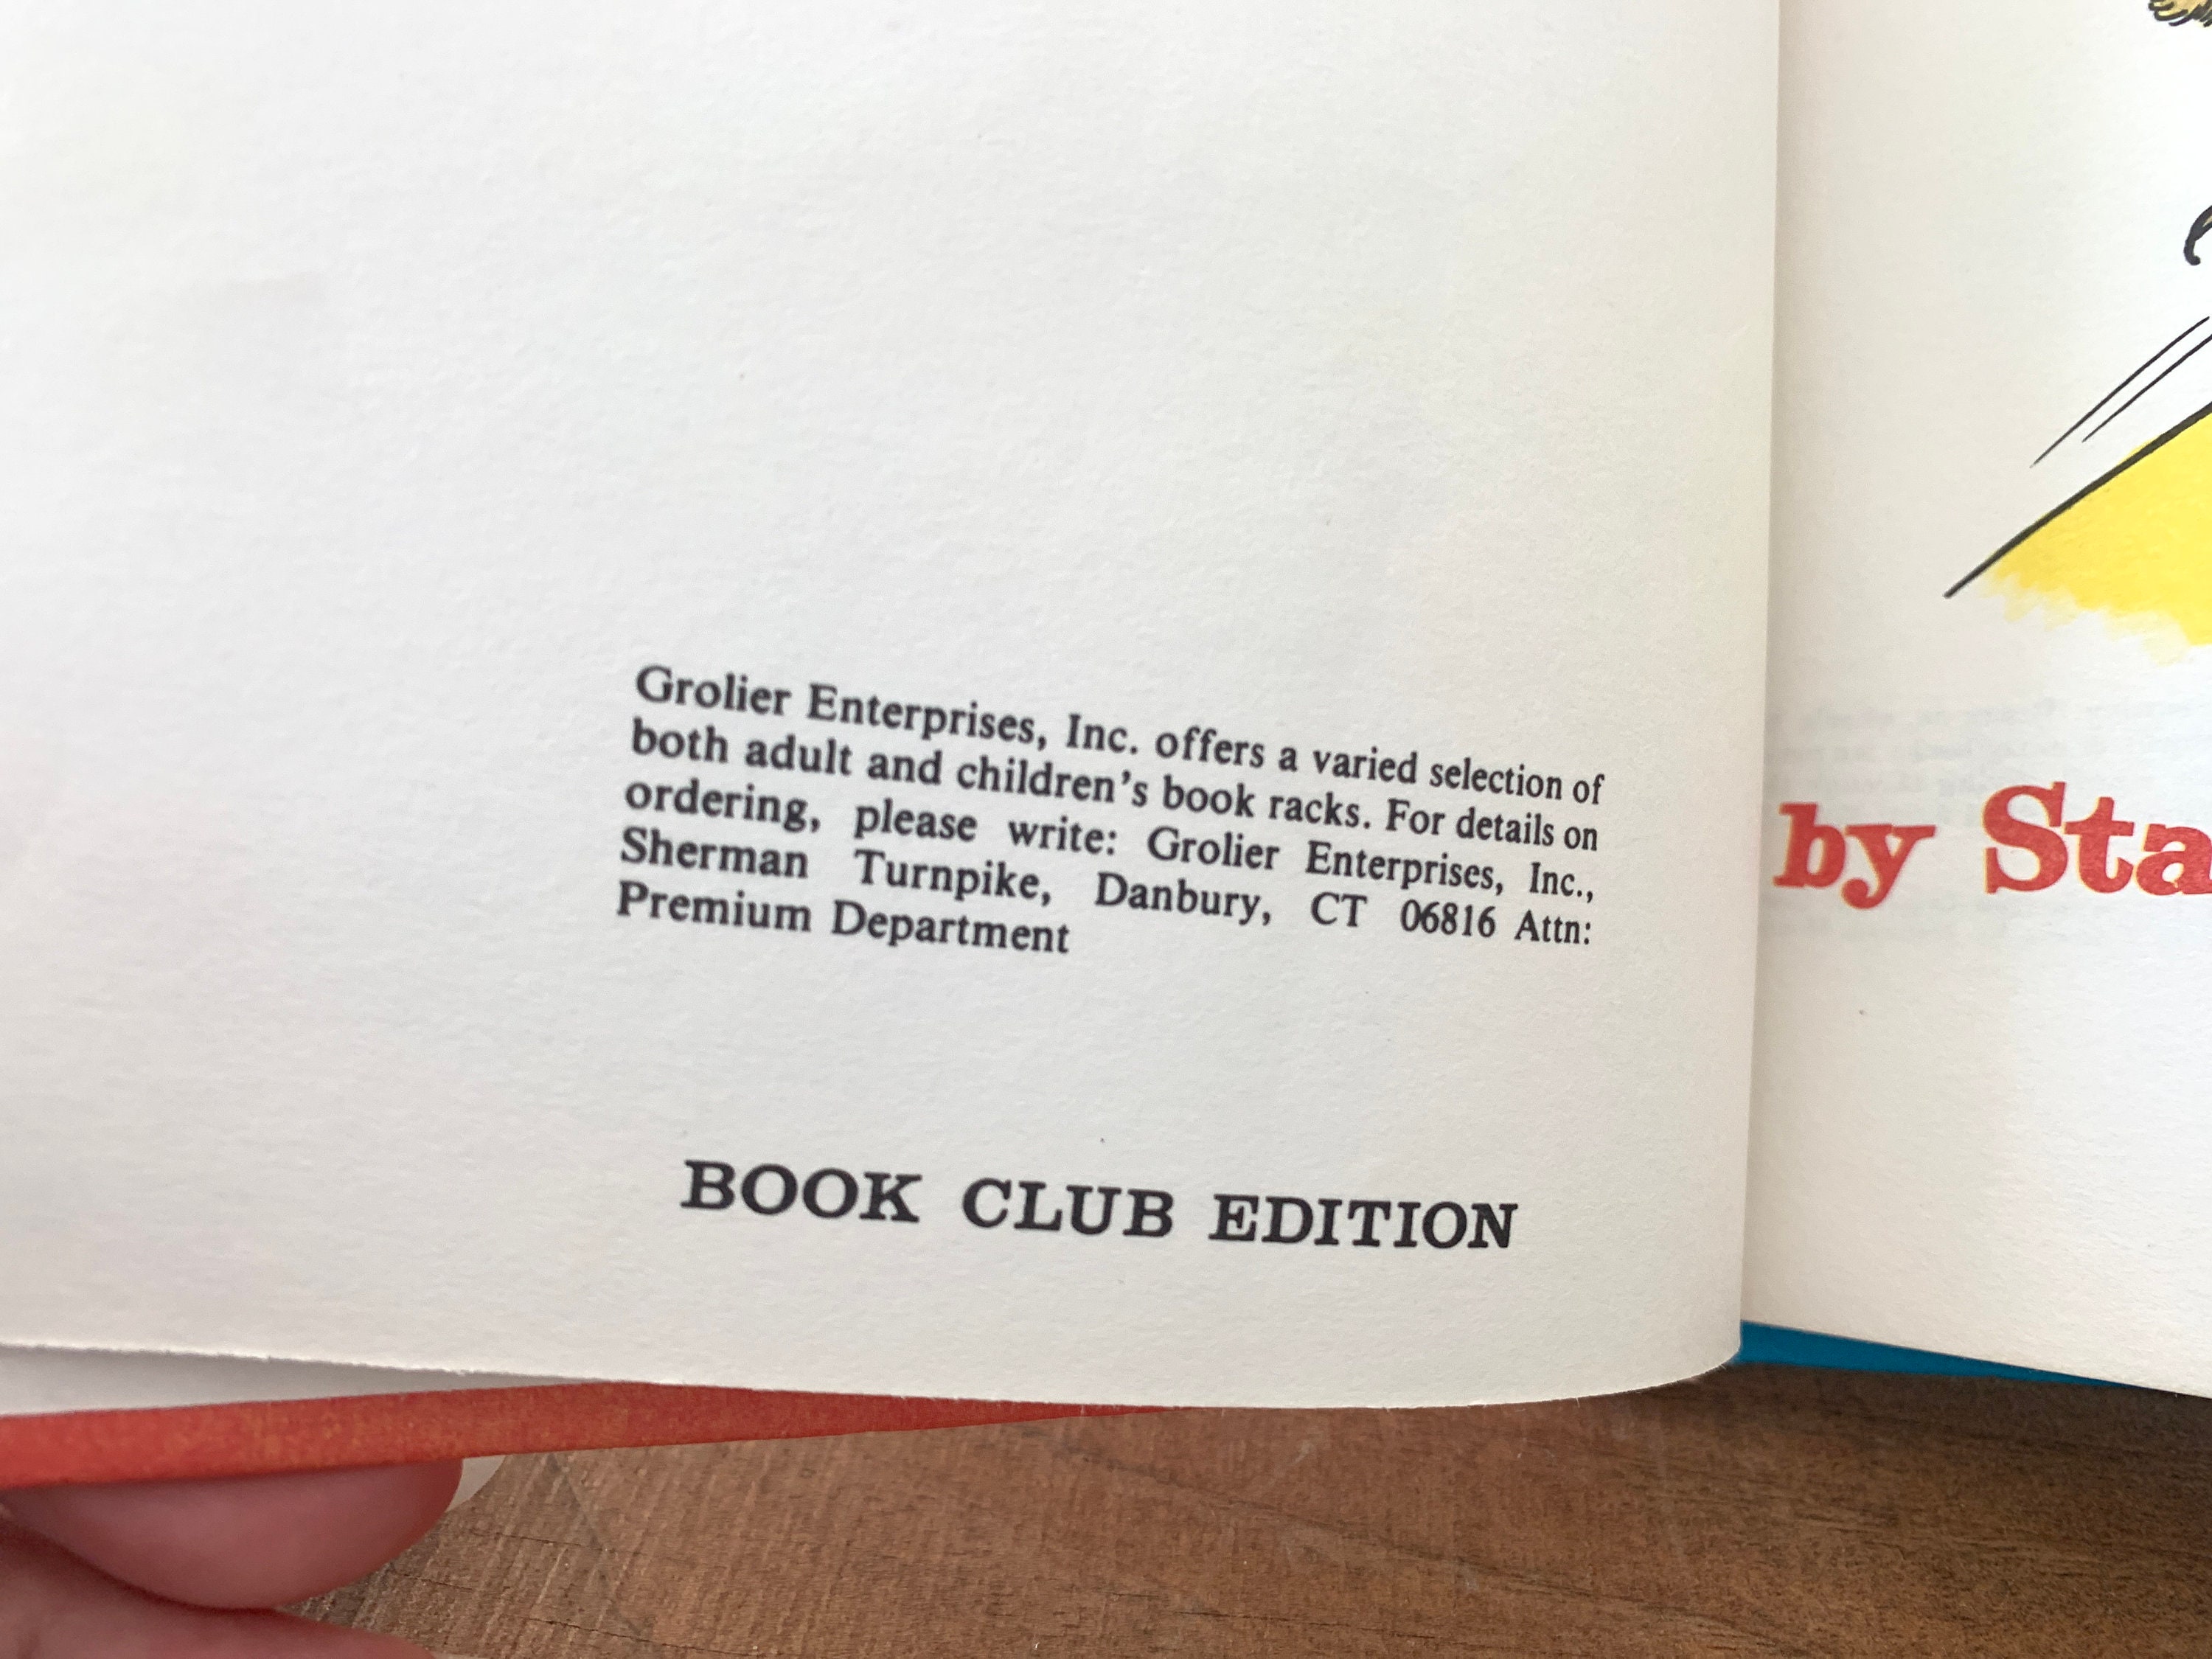 Grolier Enterprises, Inc. offers a varied selection of
both adult and children's book racks. For details on
ordering, please write: Grolier Enterprises, Inc.,
Sherman Turnpike, Danbury, CT 06816 Attn:
Premium Department
BOOK CLUB EDITION
by Sta